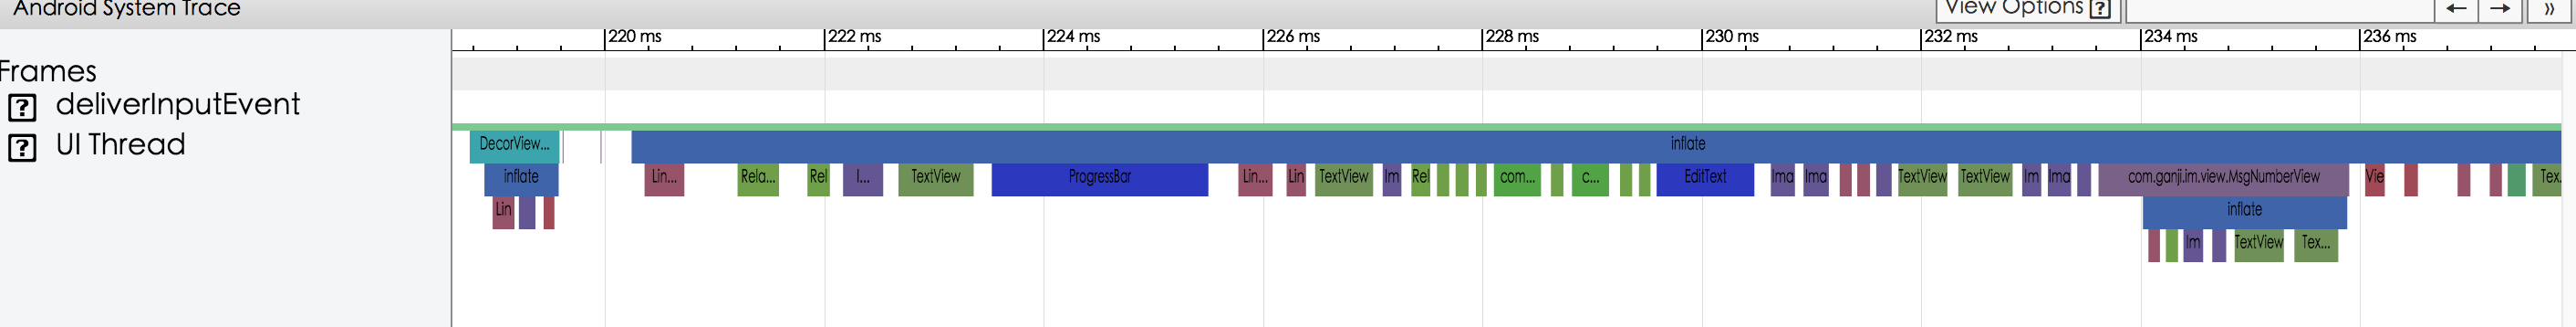 Android System Trace View Options ? ← → »
220 ms 222 ms 224 ms 226 ms 228 ms 230 ms 232 ms 234 ms 236 ms
Frames
? deliverInputEvent
? UI Thread
DecorView... inflate
inflate Lin... Rela... Rel I... TextView ProgressBar Lin... Lin TextView Im Rel com... c... EditText Ima Ima TextView TextView Im Ima com.ganji.im.view.MsgNumberView Vie Tex.
Lin inflate
Im TextView Tex...